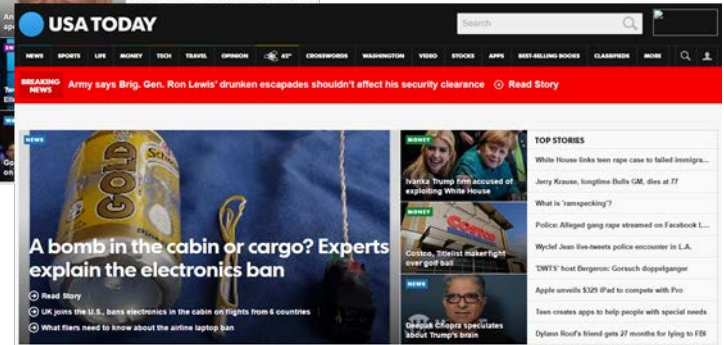 USA TODAY
Search
NEWS SPORTS LIFE MONEY TECH TRAVEL OPINION 42° CROSSWORDS WASHINGTON VIDEO STOCKS APPS BEST-SELLING BOOKS CLASSIFIEDS MORE
BREAKING
NEWS
Army says Brig. Gen. Ron Lewis' drunken escapades shouldn't affect his security clearance Read Story
NEWS
GOLD
A bomb in the cabin or cargo? Experts
explain the electronics ban
Read Story
UK joins the U.S., bans electronics in the cabin on flights from 6 countries
What fliers need to know about the airline laptop ban
MONEY
Ivanka Trump firm accused of
exploiting White House
MONEY
COSTCO
Costco, Titlelist maker fight
over golf ball
NEWS
Deepak Chopra speculates
about Trump's brain
TOP STORIES
White House links teen rape case to failed immigra...
Jerry Krause, longtime Bulls GM, dies at 77
What is 'ramspecking'?
Police: Alleged gang rape streamed on Facebook L...
Wyclef Jean live-tweets police encounter in L.A.
'DWTS' host Bergeron: Gorsuch doppelganger
Apple unveils $329 iPad to compete with Pro
Teen creates apps to help people with special needs
Dylann Roof's friend gets 27 months for lying to FBI